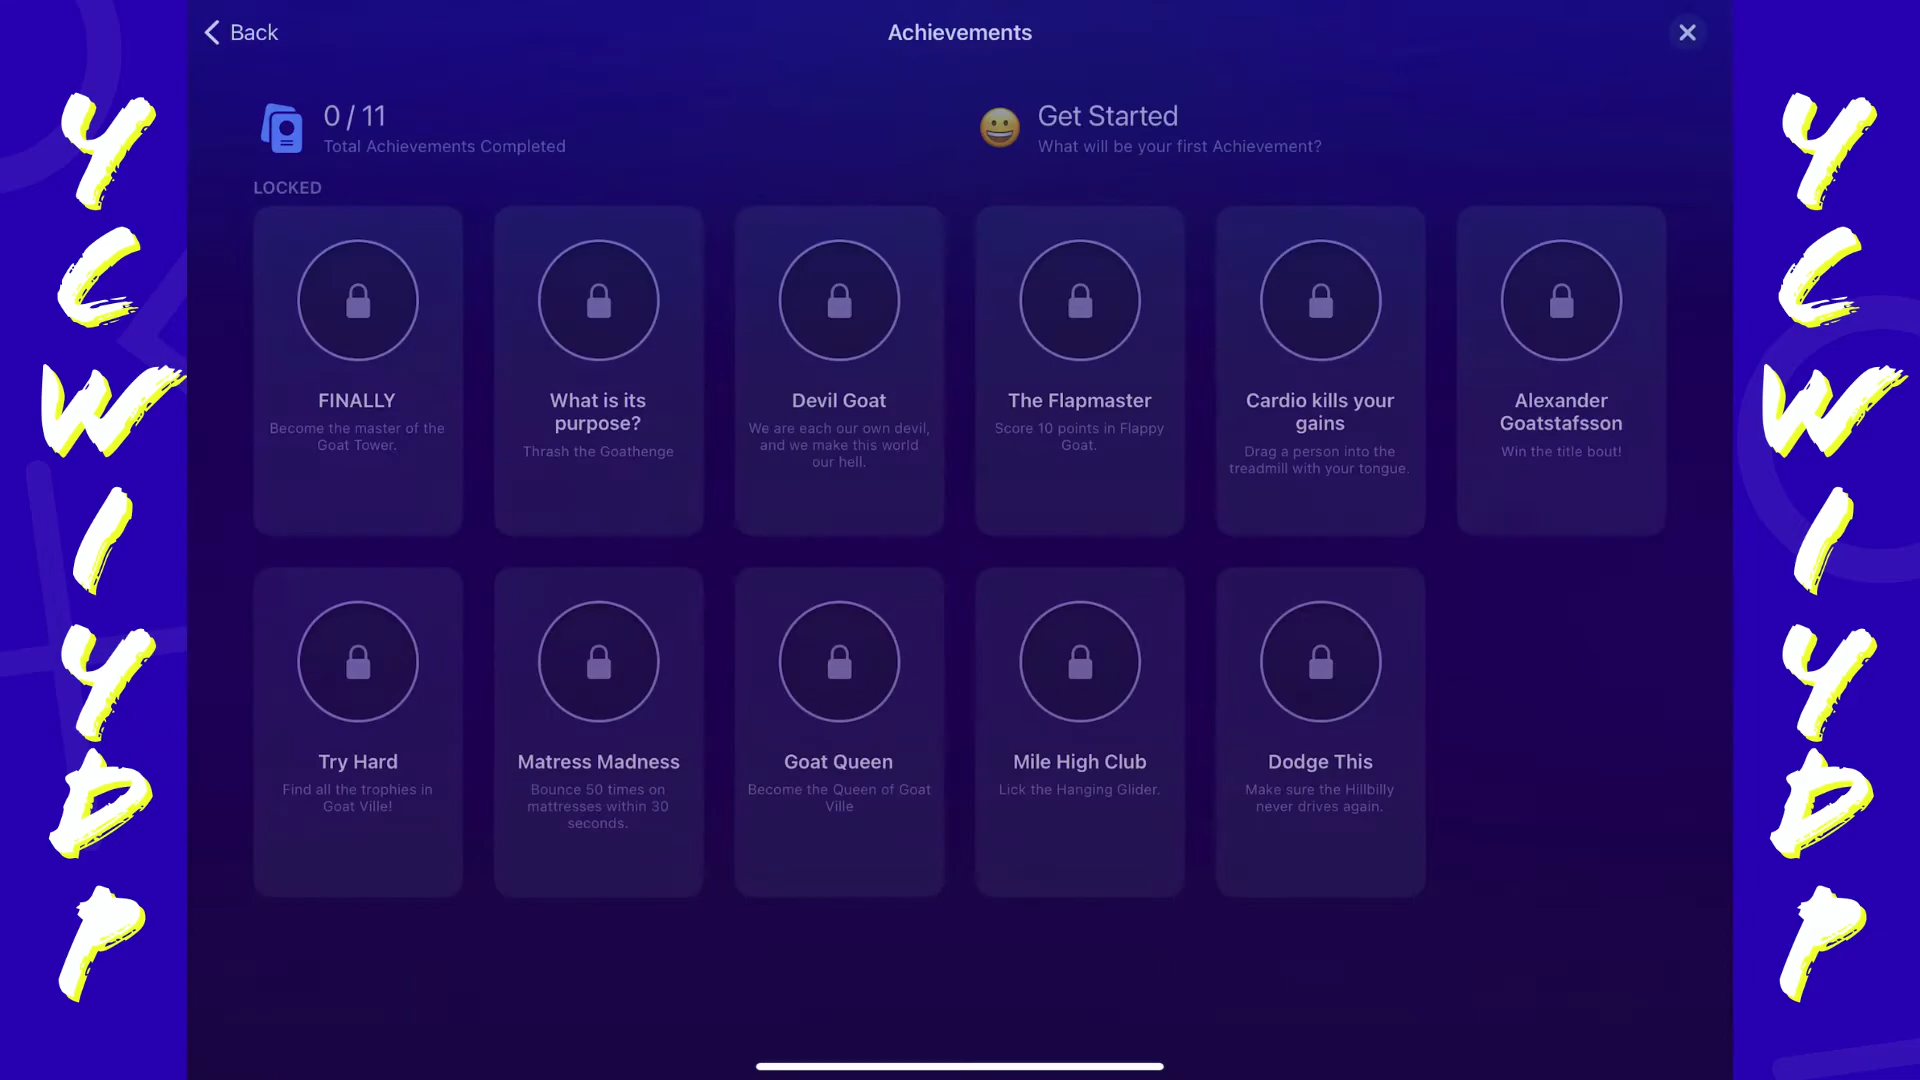 Back
Achievements
0 / 11
Total Achievements Completed
Get Started
What will be your first Achievement?
LOCKED
FINALLY
Become the master of the
Goat Tower.
What is its
purpose?
Thrash the Goathenge
Devil Goat
We are each our own devil,
and we make this world
our hell.
The Flapmaster
Score 10 points in Flappy
Goat.
Cardio kills your
gains
Drag a person into the
treadmill with your tongue.
Alexander
Goatstafsson
Win the title bout!
Try Hard
Find all the trophies in
Goat Ville!
Matress Madness
Bounce 50 times on
mattresses within 30
seconds.
Goat Queen
Become the Queen of Goat
Ville
Mile High Club
Lick the Hanging Glider.
Dodge This
Make sure the Hillbilly
never drives again.
Y
C
W
I
Y
D
P
Y
C
W
I
Y
D
P